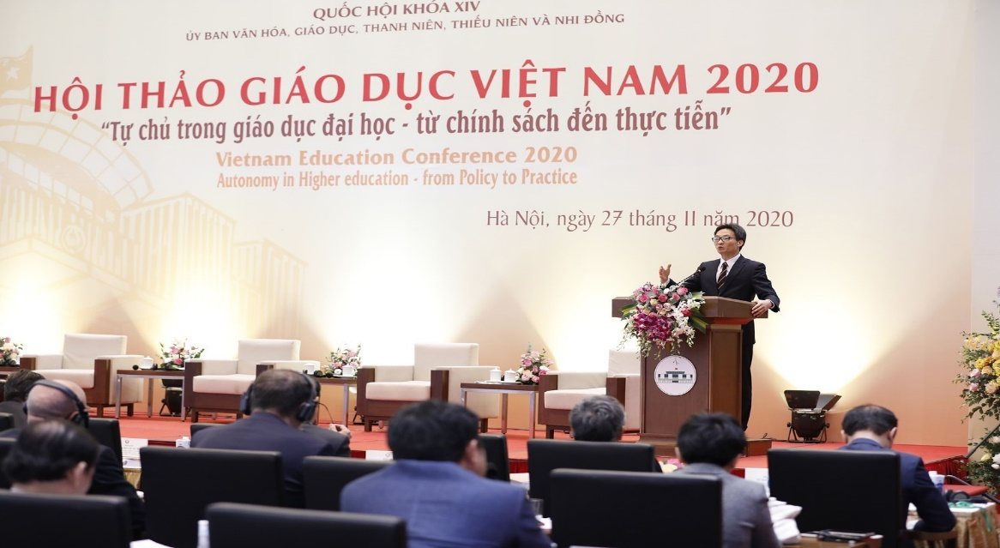 QUỐC HỘI KHÓA XIV
ỦY BAN VĂN HÓA, GIÁO DỤC, THANH NIÊN, THIẾU NIÊN VÀ NHI ĐỒNG
HỘI THẢO GIÁO DỤC VIỆT NAM 2020
“Tự chủ trong giáo dục đại học - từ chính sách đến thực tiễn”
Vietnam Education Conference 2020
Autonomy in Higher education - from Policy to Practice
Hà Nội, ngày 27 tháng 11 năm 2020